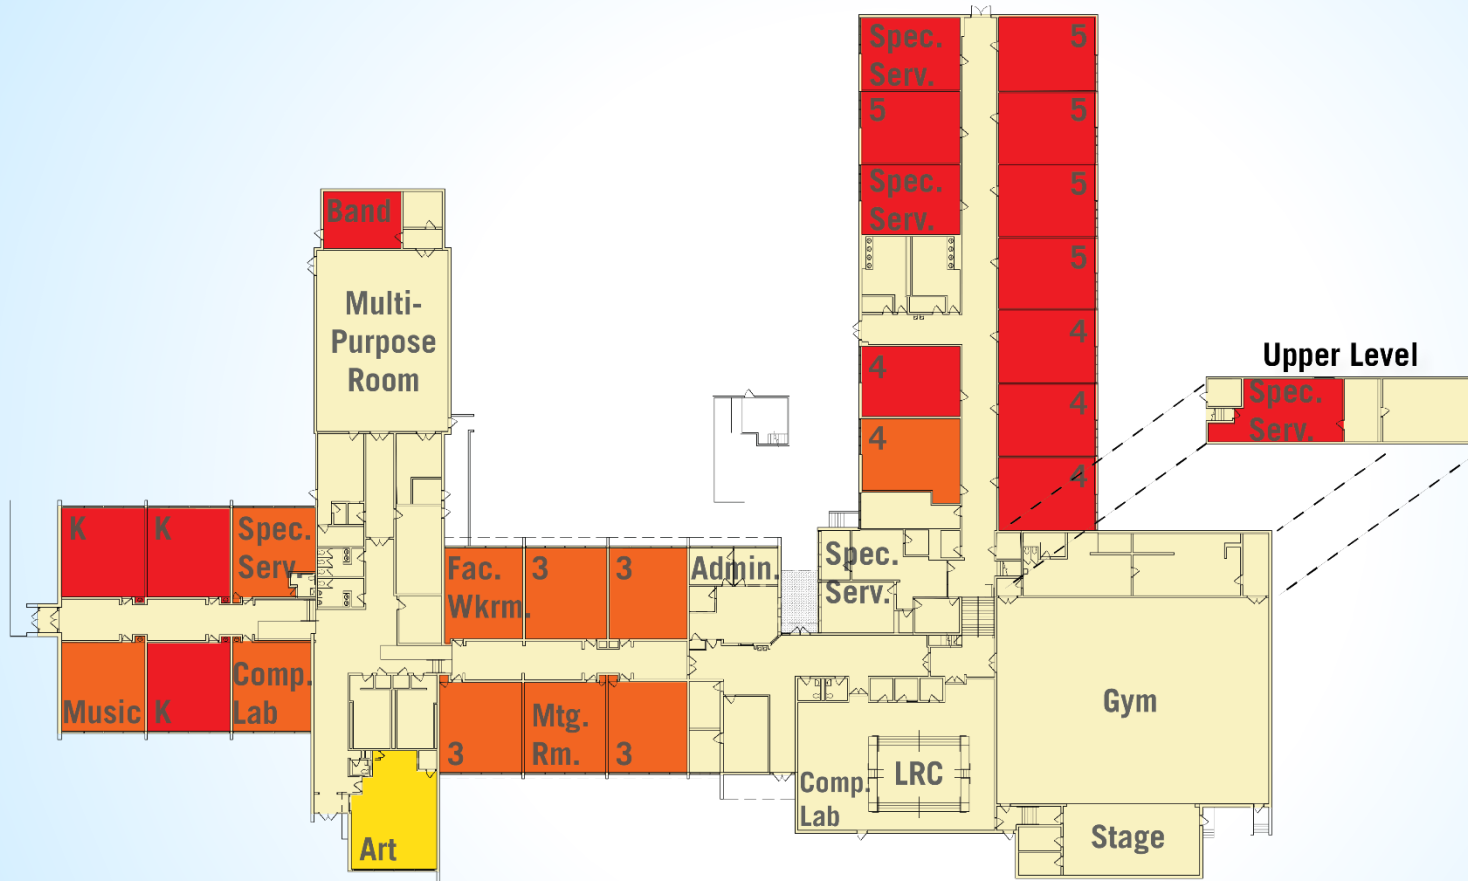 Spec.
Serv.
5
5
5
Spec.
Serv.
5
Band
5
Multi-
Purpose
Room
4
4
4
4
4
Upper Level
Spec.
Serv.
K
K
Spec.
Serv.
Fac.
Wkrm.
3
3
Admin.
Spec.
Serv.
Music
K
Comp.
Lab
3
Mtg.
Rm.
3
Comp.
Lab
LRC
Gym
Art
Stage